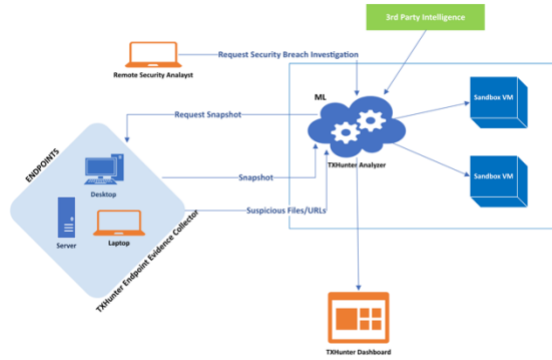 3rd Party Intelligence
Request Security Breach Investigation
Remote Security Analyst
ML
Sandbox VM
Request Snapshot
TXHunter Analyzer
ENDPOINTS
Desktop
Snapshot
Sandbox VM
Suspicious Files/URLs
Server
Laptop
TXHunter Endpoint Evidence Collector
TXHunter Dashboard